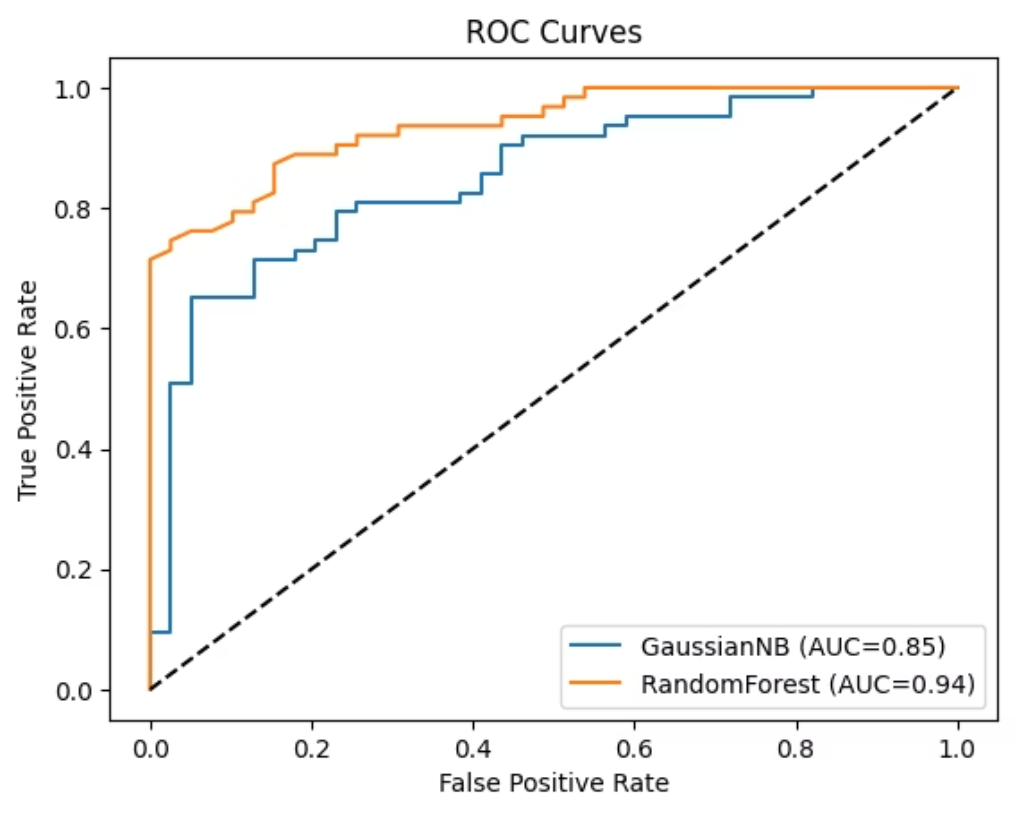 ROC Curves
True Positive Rate
1.0
0.8
0.6
0.4
0.2
0.0
GaussianNB (AUC=0.85)
RandomForest (AUC=0.94)
0.0 0.2 0.4 0.6 0.8 1.0
False Positive Rate